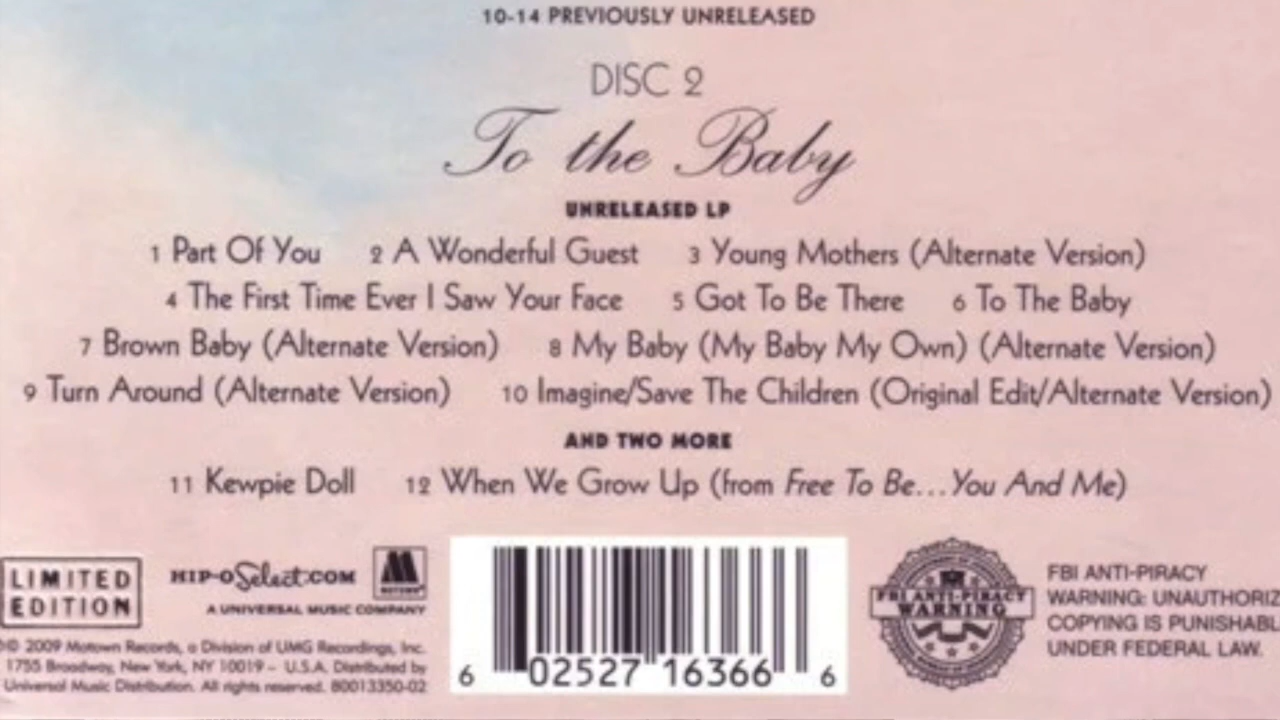 10-14 PREVIOUSLY UNRELEASED
DISC 2
To the Baby
UNRELEASED LP
1 Part Of You 2 A Wonderful Guest 3 Young Mothers (Alternate Version)
4 The First Time Ever I Saw Your Face 5 Got To Be There 6 To The Baby
7 Brown Baby (Alternate Version) 8 My Baby (My Baby My Own) (Alternate Version)
9 Turn Around (Alternate Version) 10 Imagine/Save The Children (Original Edit/Alternate Version)
AND TWO MORE
11 Kewpie Doll 12 When We Grow Up (from Free To Be...You And Me)
LIMITED
EDITION
HIP-O Select.COM
MOTOWN
A UNIVERSAL MUSIC COMPANY
© 2009 Motown Records, a Division of UMG Recordings, Inc.
1755 Broadway, New York, NY 10019 – U.S.A. Distributed by
Universal Music Distribution. All rights reserved. 80013350-02
6 02527 16366 6
FBI ANTI-PIRACY
WARNING
FBI ANTI-PIRACY
WARNING: UNAUTHORIZ
COPYING IS PUNISHABL
UNDER FEDERAL LAW.